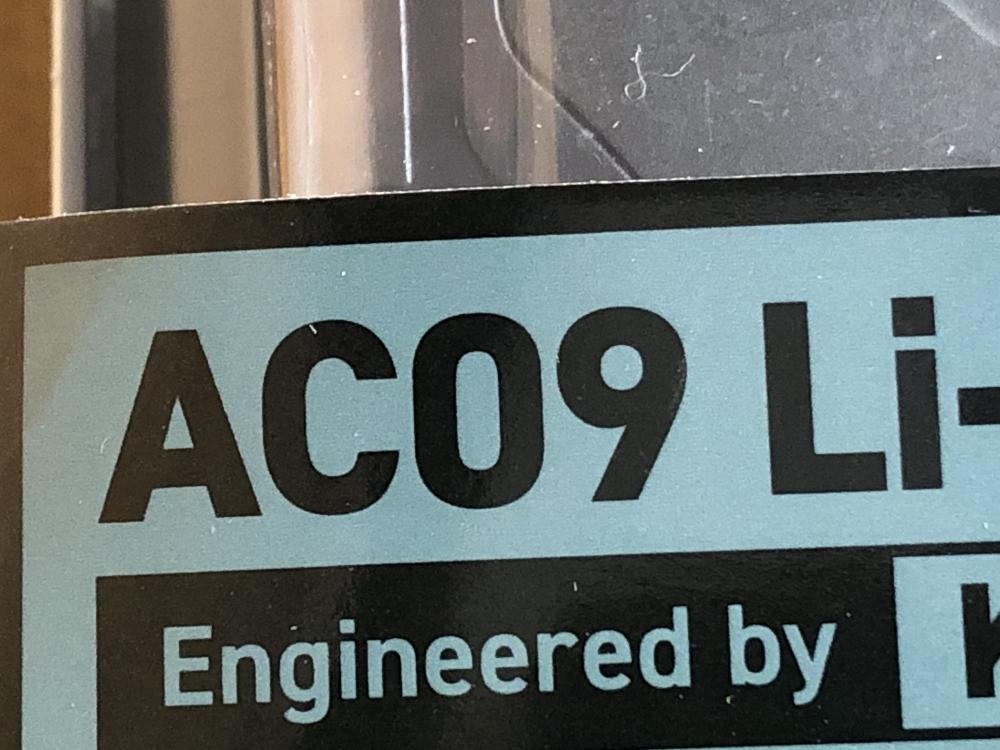 AC09 Li-
Engineered by